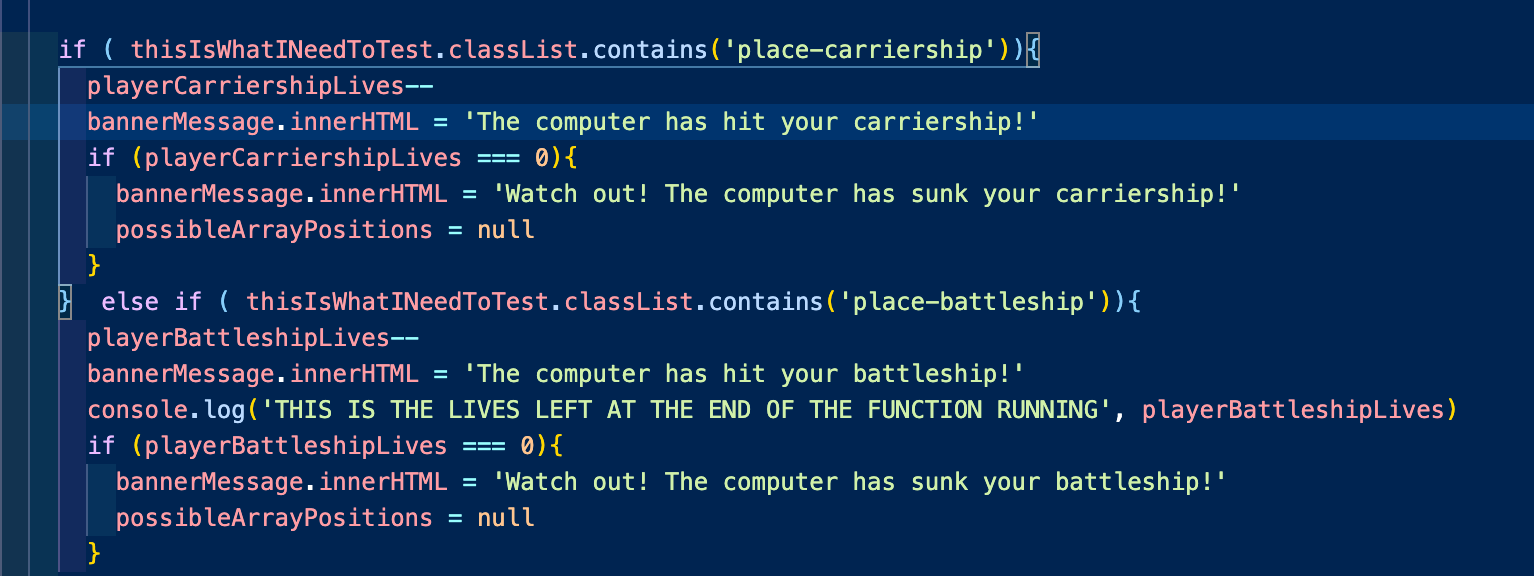 if ( thisIsWhatINeedToTest.classList.contains('place-carriership')){
playerCarriershipLives--
bannerMessage.innerHTML = 'The computer has hit your carriership!'
if (playerCarriershipLives === 0){
bannerMessage.innerHTML = 'Watch out! The computer has sunk your carriership!'
possibleArrayPositions = null
}
}  else if ( thisIsWhatINeedToTest.classList.contains('place-battleship')){
playerBattleshipLives--
bannerMessage.innerHTML = 'The computer has hit your battleship!'
console.log('THIS IS THE LIVES LEFT AT THE END OF THE FUNCTION RUNNING', playerBattleshipLives)
if (playerBattleshipLives === 0){
bannerMessage.innerHTML = 'Watch out! The computer has sunk your battleship!'
possibleArrayPositions = null
}